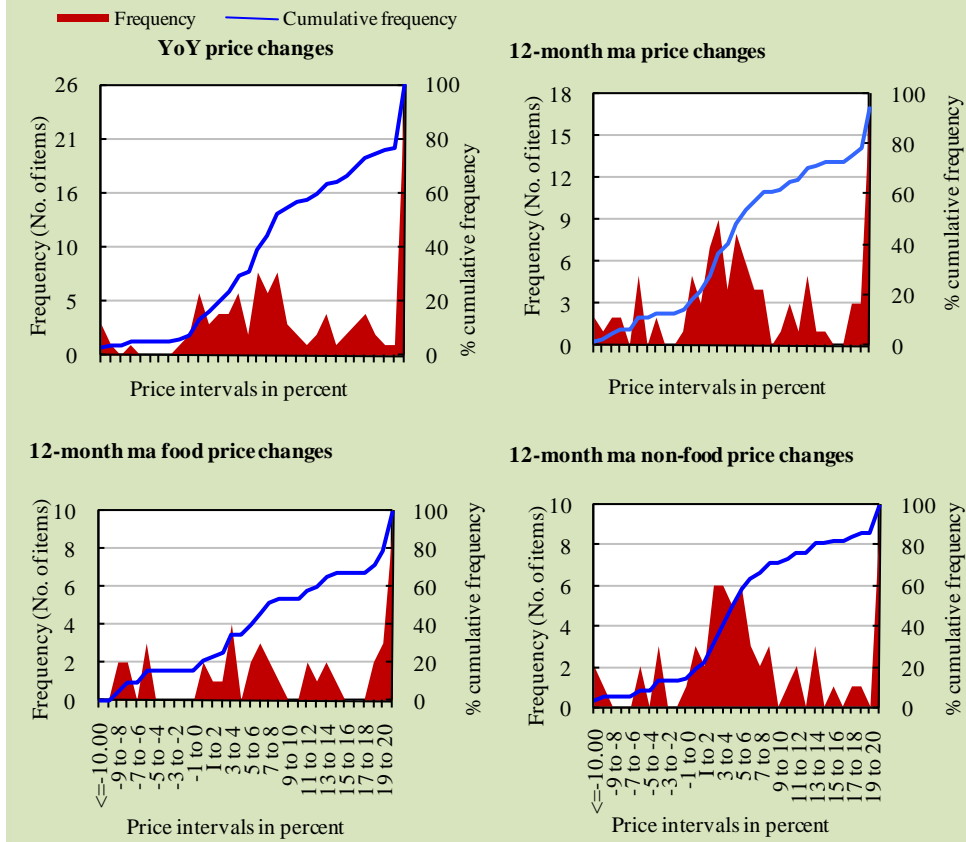 Frequency Cumulative frequency
YoY price changes
26
21
16
10
5
0
100
80
60
40
20
0
Frequency (No. of items)
% cumulative frequency
Price intervals in percent
12-month ma price changes
18
15
12
9
6
3
0
100
80
60
40
20
0
Frequency (No. of items)
% cumulative frequency
Price intervals in percent
12-month ma food price changes
10
8
6
4
2
0
100
80
60
40
20
0
Frequency (No. of items)
% cumulative frequency
<=-10.00
-9 to -8
-7 to -6
-5 to -4
-3 to -2
-1 to 0
I to 2
3 to 4
5 to 6
7 to 8
9 to 10
11 to 12
13 to 14
15 to 16
17 to 18
19 to 20
Price intervals in percent
12-month ma non-food price changes
10
8
6
4
2
0
100
80
60
40
20
0
Frequency (No. of items)
% cumulative frequency
<=-10.00
-9 to -8
-7 to -6
-5 to -4
-3 to -2
-1 to 0
I to 2
3 to 4
5 to 6
7 to 8
9 to 10
11 to 12
13 to 14
15 to 16
17 to 18
19 to 20
Price intervals in percent